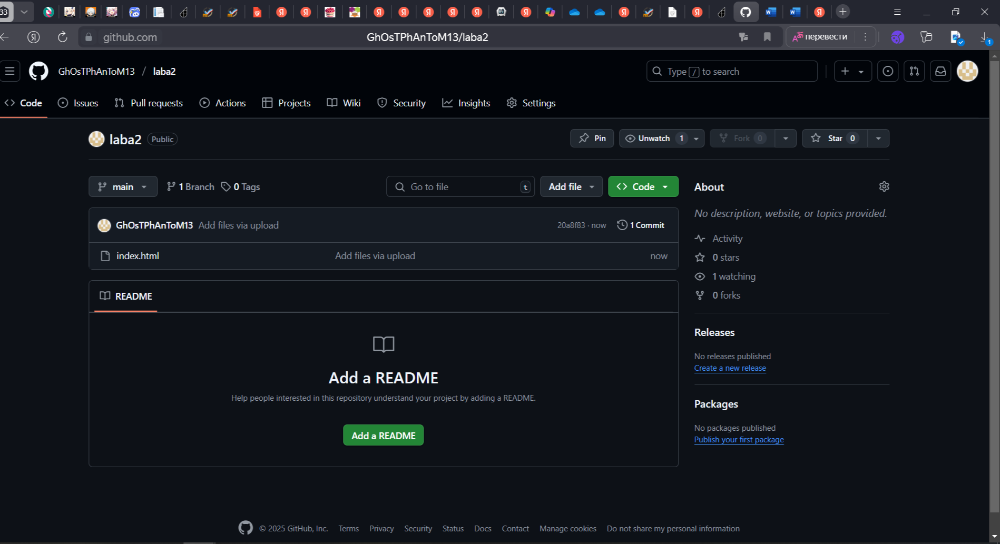 33
github.com
GhOsTPhAnToM13/laba2
перевести
1
GhOsTPhAnToM13 / laba2
Type / to search
Code
Issues
Pull requests
Actions
Projects
Wiki
Security
Insights
Settings
laba2 Public
Pin
Unwatch 1
Fork 0
Star 0
main
1 Branch
0 Tags
Go to file t
Add file
Code
GhOsTPhAnToM13 Add files via upload 20a8f83 · now 1 Commit
index.html Add files via upload now
README
Add a README
Help people interested in this repository understand your project by adding a README.
Add a README
About
No description, website, or topics provided.
Activity
0 stars
1 watching
0 forks
Releases
No releases published
Create a new release
Packages
No packages published
Publish your first package
© 2025 GitHub, Inc. Terms Privacy Security Status Docs Contact Manage cookies Do not share my personal information